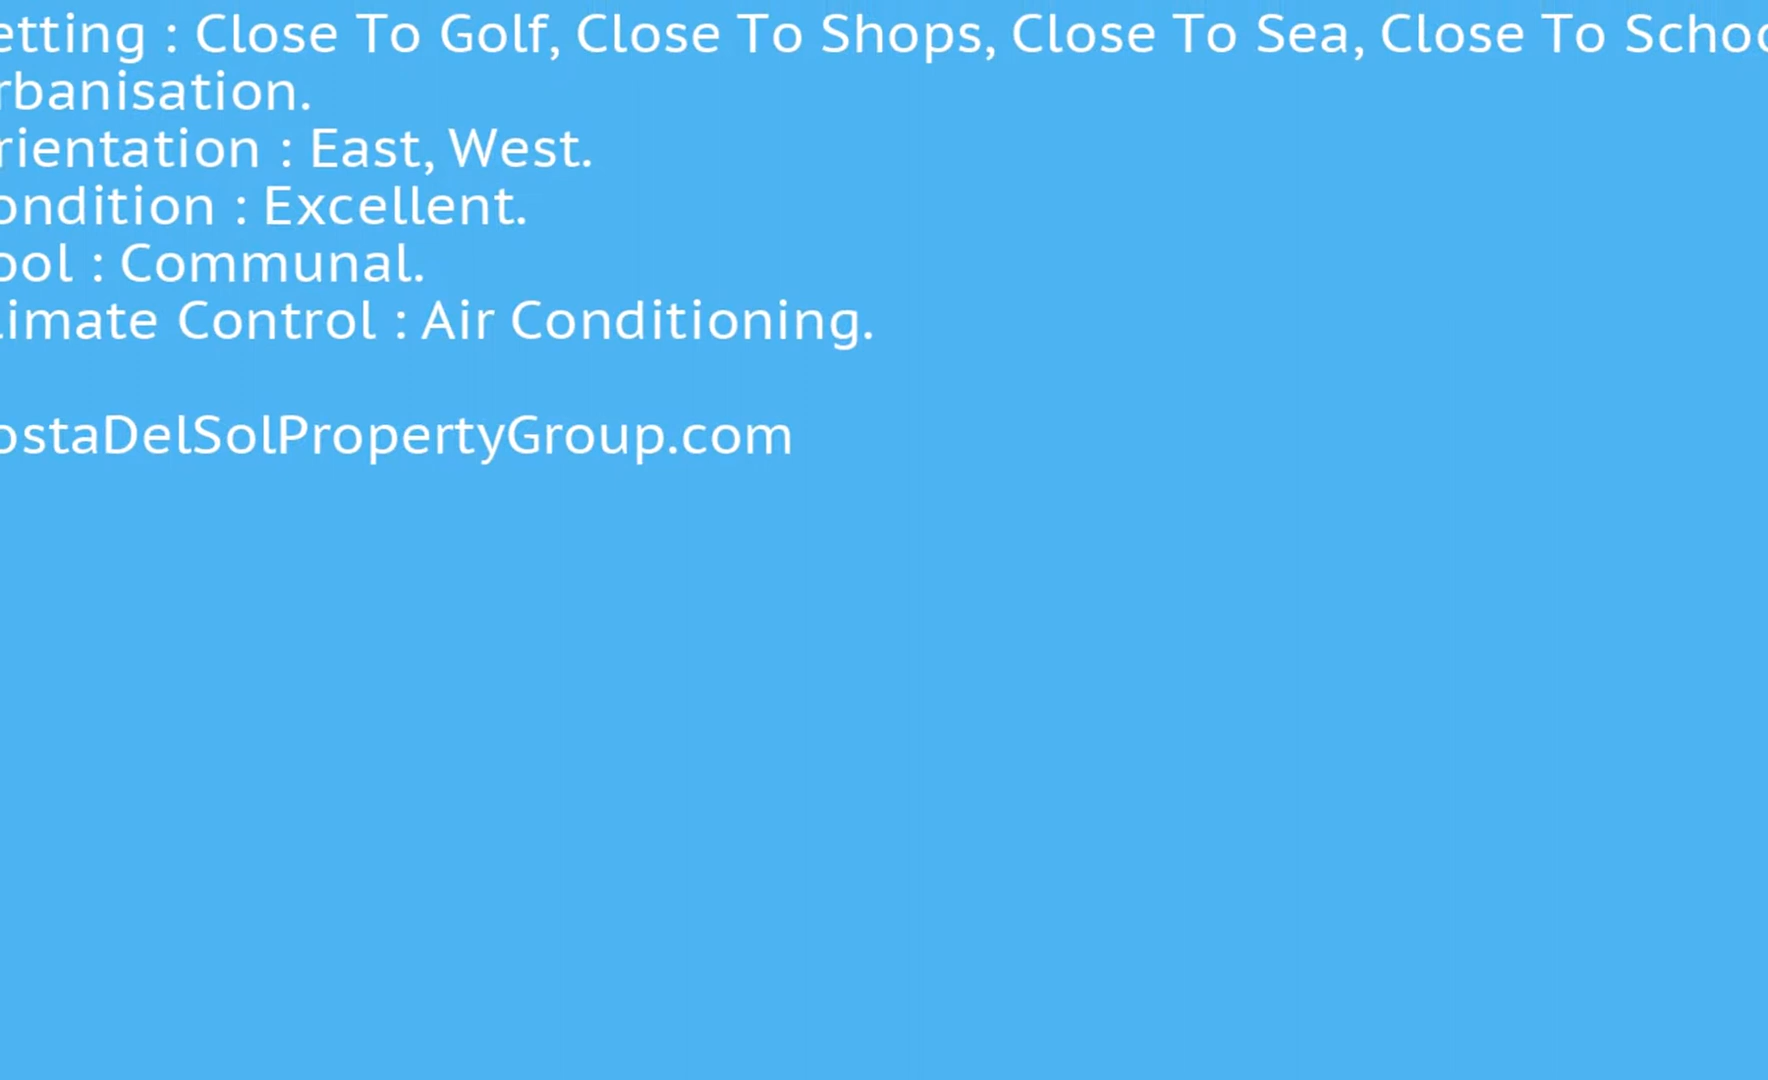 etting : Close To Golf, Close To Shops, Close To Sea, Close To Schoo
rbanisation.
rientation : East, West.
ondition : Excellent.
ool : Communal.
limate Control : Air Conditioning.
ostaDelSolPropertyGroup.com